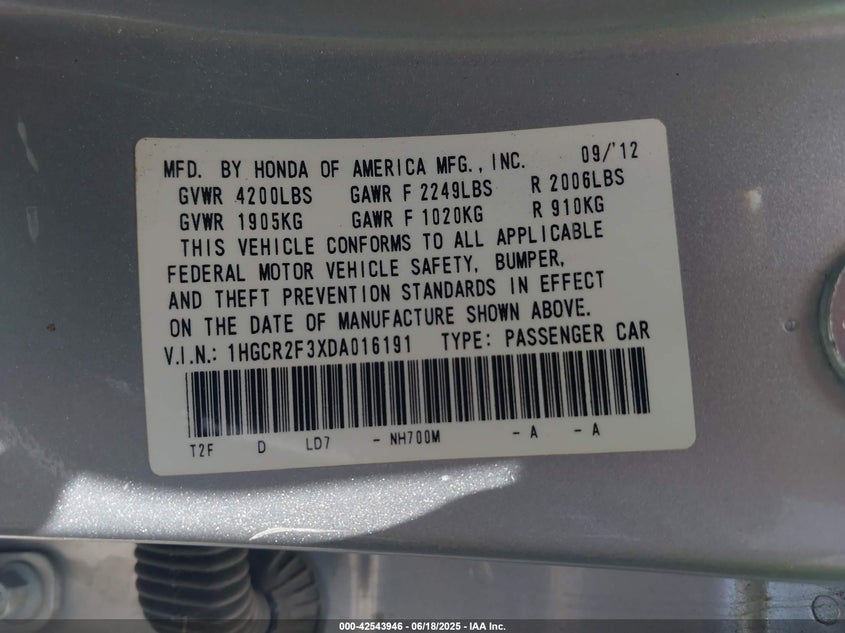 MFD. BY HONDA OF AMERICA MFG., INC. 09/'12
GVWR 4200LBS GAWR F 2249LBS R 2006LBS
GVWR 1905KG GAWR F 1020KG R 910KG
THIS VEHICLE CONFORMS TO ALL APPLICABLE
FEDERAL MOTOR VEHICLE SAFETY, BUMPER,
AND THEFT PREVENTION STANDARDS IN EFFECT
ON THE DATE OF MANUFACTURE SHOWN ABOVE.
V.I.N.: 1HGCR2F3XDA016191 TYPE: PASSENGER CAR
T2F D LD7 - NH700M - A - A
000-42543946 - 06/18/2025 - IAA Inc.